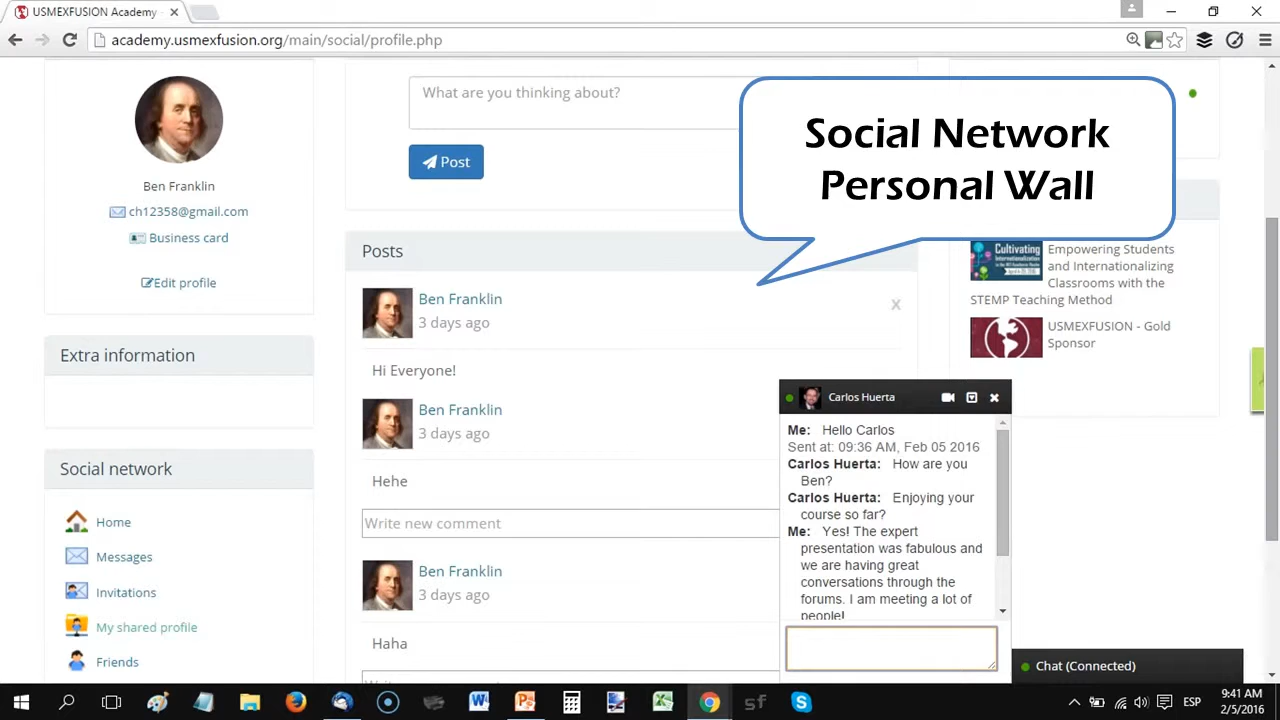 USMEXFUSION Academy -
academy.usmexfusion.org/main/social/profile.php
Ben Franklin
ch12358@gmail.com
Business card
Edit profile
Extra information
Social network
Home
Messages
Invitations
My shared profile
Friends
What are you thinking about?
Post
Social Network
Personal Wall
Posts
Ben Franklin
3 days ago
X
Hi Everyone!
Ben Franklin
3 days ago
Hehe
Write new comment
Ben Franklin
3 days ago
Haha
Cultivating
Internationalization
Empowering Students
and Internationalizing
Classrooms with the
STEMP Teaching Method
USMEXFUSION - Gold
Sponsor
Carlos Huerta
Me: Hello Carlos
Sent at: 09:36 AM, Feb 05 2016
Carlos Huerta: How are you
Ben?
Carlos Huerta: Enjoying your
course so far?
Me: Yes! The expert
presentation was fabulous and
we are having great
conversations through the
forums. I am meeting a lot of
people!
Chat (Connected)
sf
ESP
9:41 AM
2/5/2016